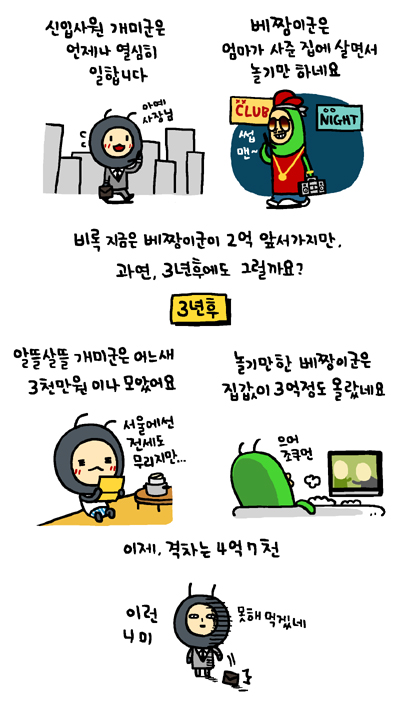 신입사원 개미군은
언제나 열심히
일합니다
아예
사장님
베짱이군은
엄마가 사준 집에 살면서
놀기만 하네요
CLUB
NIGHT
썹
맨~
비록 지금은 베짱이군이 2억 앞서가지만,
과연, 3년후에도 그럴까요?
3년후
알뜰살뜰 개미군은 어느새
3천만원 이나 모았어요
서울에선
전세도
무리지만...
놀기만한 베짱이군은
집값이 3억정도 올랐네요
으어
조쿠먼
이제, 격차는 4억 7천
이런
니미
못해 먹겠네